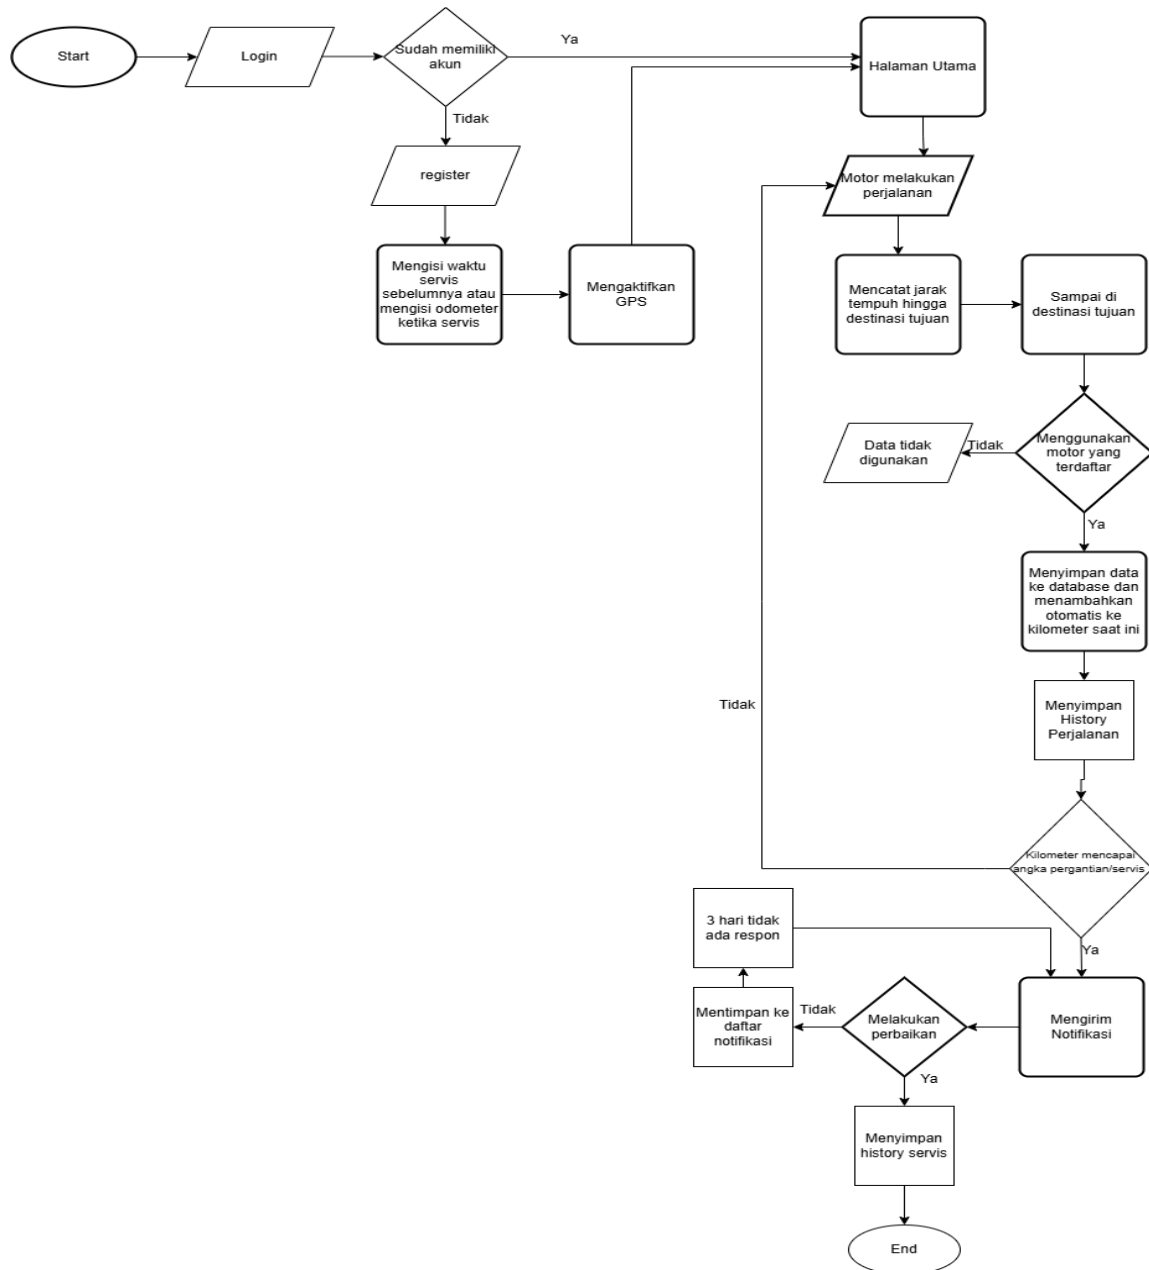 Start
Login
Sudah memiliki
akun
Ya
Halaman Utama
Tidak
register
Mengisi waktu
servis
sebelumnya atau
mengisi odometer
ketika servis
Mengaktifkan
GPS
Motor melakukan
perjalanan
Mencatat jarak
tempuh hingga
destinasi tujuan
Sampai di
destinasi tujuan
Menggunakan
motor yang
terdaftar
Tidak
Data tidak
digunakan
Ya
Menyimpan data
ke database dan
menambahkan
otomatis ke
kilometer saat ini
Menyimpan
History
Perjalanan
Kilometer mencapai
angka pergantian/servis
Tidak
Ya
Mengirim
Notifikasi
Melakukan
perbaikan
Tidak
Mentimpan ke
daftar
notifikasi
3 hari tidak
ada respon
Ya
Menyimpan
history servis
End